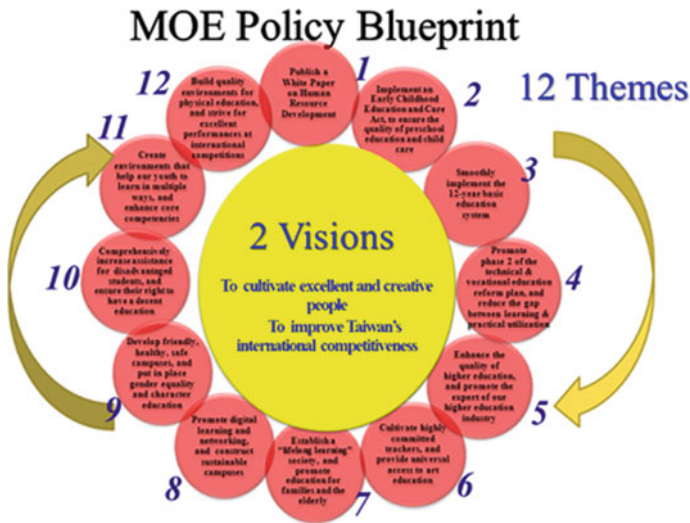 MOE Policy Blueprint
12 Themes
1
Publish a
White Paper on
Human
Resource
Development
2
Implement an
Early Childhood
Education and Care
Act, to ensure the
quality of preschool
education and child
care
3
Smoothly
implement the
12-year basic
education
system
4
Promote
phase 2 of the
technical &
vocational education
reform plan, and
reduce the gap
between learning &
practical utilization
5
Enhance the
quality of
higher education,
and promote the
export of our
higher education
industry
6
Cultivate highly
committed
teachers, and
provide universal
access to art
education
7
Establish a
"lifelong learning"
society, and
promote
education for
families and the
elderly
8
Promote digital
learning and
networking,
and construct
sustainable
campuses
9
Develop friendly,
healthy, safe
campuses, and
put in place
gender equality
and character
education
10
Comprehensively
increase assistance
for disadvantaged
students, and
ensure their right to
have a decent
education
11
Create
environments that
help our youth to
learn in multiple
ways, and
enhance core
competencies
12
Build quality
environments for
physical education,
and strive for
excellent
performances at
international
competitions
2 Visions
To cultivate excellent and creative
people
To improve Taiwan's
international competitiveness